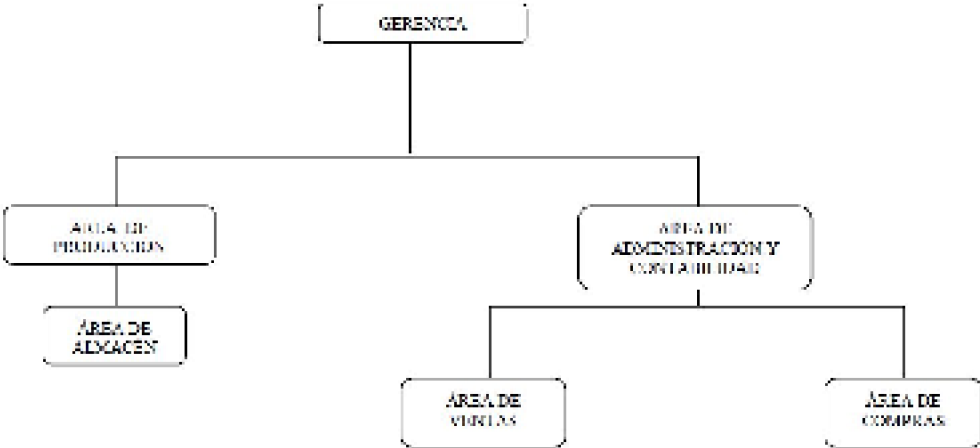 GERENCIA
AREA DE
PRODUCCION
AREA DE
ADMINISTRACION Y
CONTABILIDAD
ÁREA DE
ALMACEN
ÁREA DE
VENTAS
ÁREA DE
COMPRAS